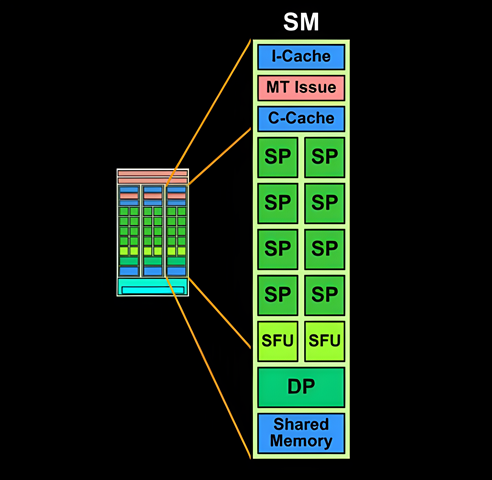 SM
I-Cache
MT Issue
C-Cache
SP SP
SP SP
SP SP
SP SP
SFU SFU
DP
Shared
Memory